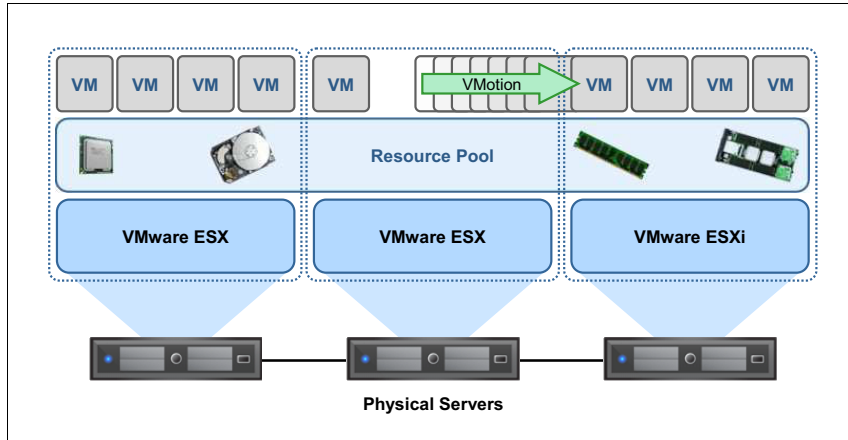 VM VM VM VM VM VMotion VM VM VM VM
Resource Pool
VMware ESX VMware ESX VMware ESXi
Physical Servers